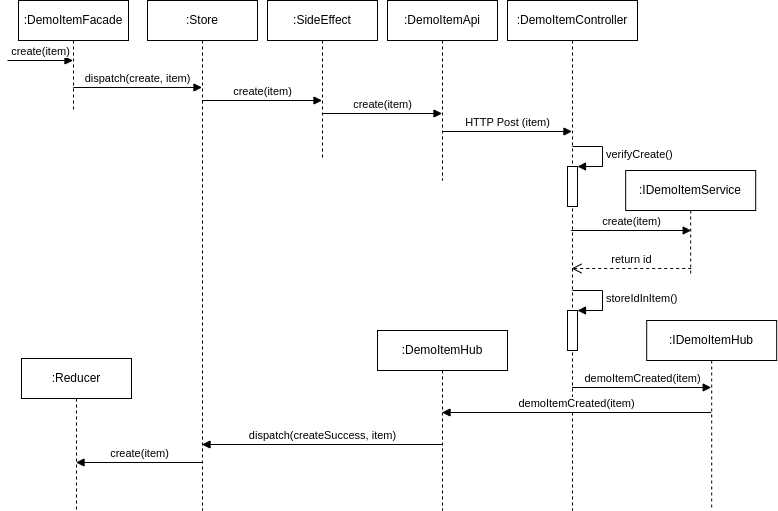 :DemoItemFacade
:Store
:SideEffect
:DemoItemApi
:DemoItemController
create(item)
dispatch(create, item)
create(item)
create(item)
HTTP Post (item)
verifyCreate()
:IDemoItemService
create(item)
return id
storeIdInItem()
:IDemoItemHub
:DemoItemHub
:Reducer
demoItemCreated(item)
demoItemCreated(item)
dispatch(createSuccess, item)
create(item)